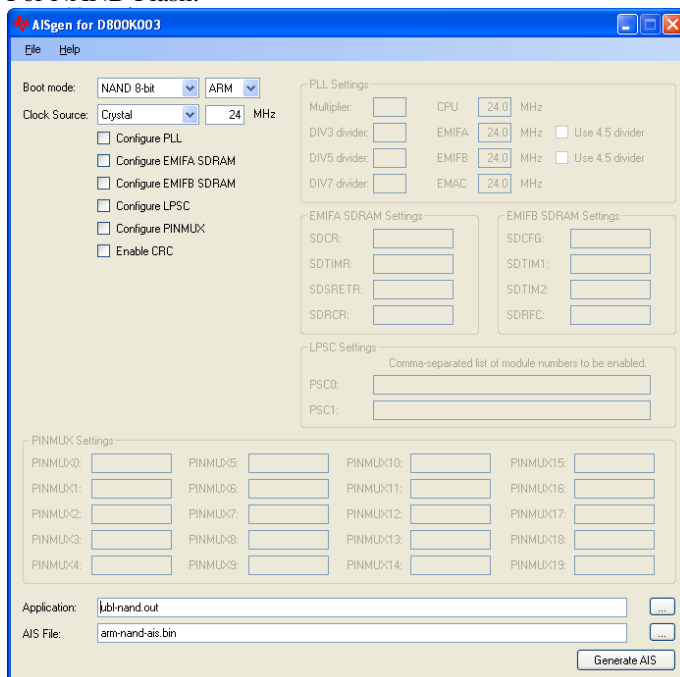 For NAND Flash:
AISgen for D800K003
File Help
Boot mode: NAND 8-bit ARM
Clock Source: Crystal 24 MHz
Configure PLL
Configure EMIFA SDRAM
Configure EMIFB SDRAM
Configure LPSC
Configure PINMUX
Enable CRC
PLL Settings
Multiplier: CPU 24.0 MHz
DIV3 divider: EMIFA 24.0 MHz Use 4.5 divider
DIV5 divider: EMIFB 24.0 MHz Use 4.5 divider
DIV7 divider: EMAC 24.0 MHz
EMIFA SDRAM Settings
SDCR:
SDTIMR:
SDSRETR:
SDRCR:
EMIFB SDRAM Settings
SDCFG:
SDTIM1:
SDTIM2:
SDRFC:
LPSC Settings
Comma-separated list of module numbers to be enabled.
PSC0:
PSC1:
PINMUX Settings
PINMUX0: PINMUX5: PINMUX10: PINMUX15:
PINMUX1: PINMUX6: PINMUX11: PINMUX16:
PINMUX2: PINMUX7: PINMUX12: PINMUX17:
PINMUX3: PINMUX8: PINMUX13: PINMUX18:
PINMUX4: PINMUX9: PINMUX14: PINMUX19:
Application: ubl-nand.out ...
AIS File: arm-nand-ais.bin ...
Generate AIS